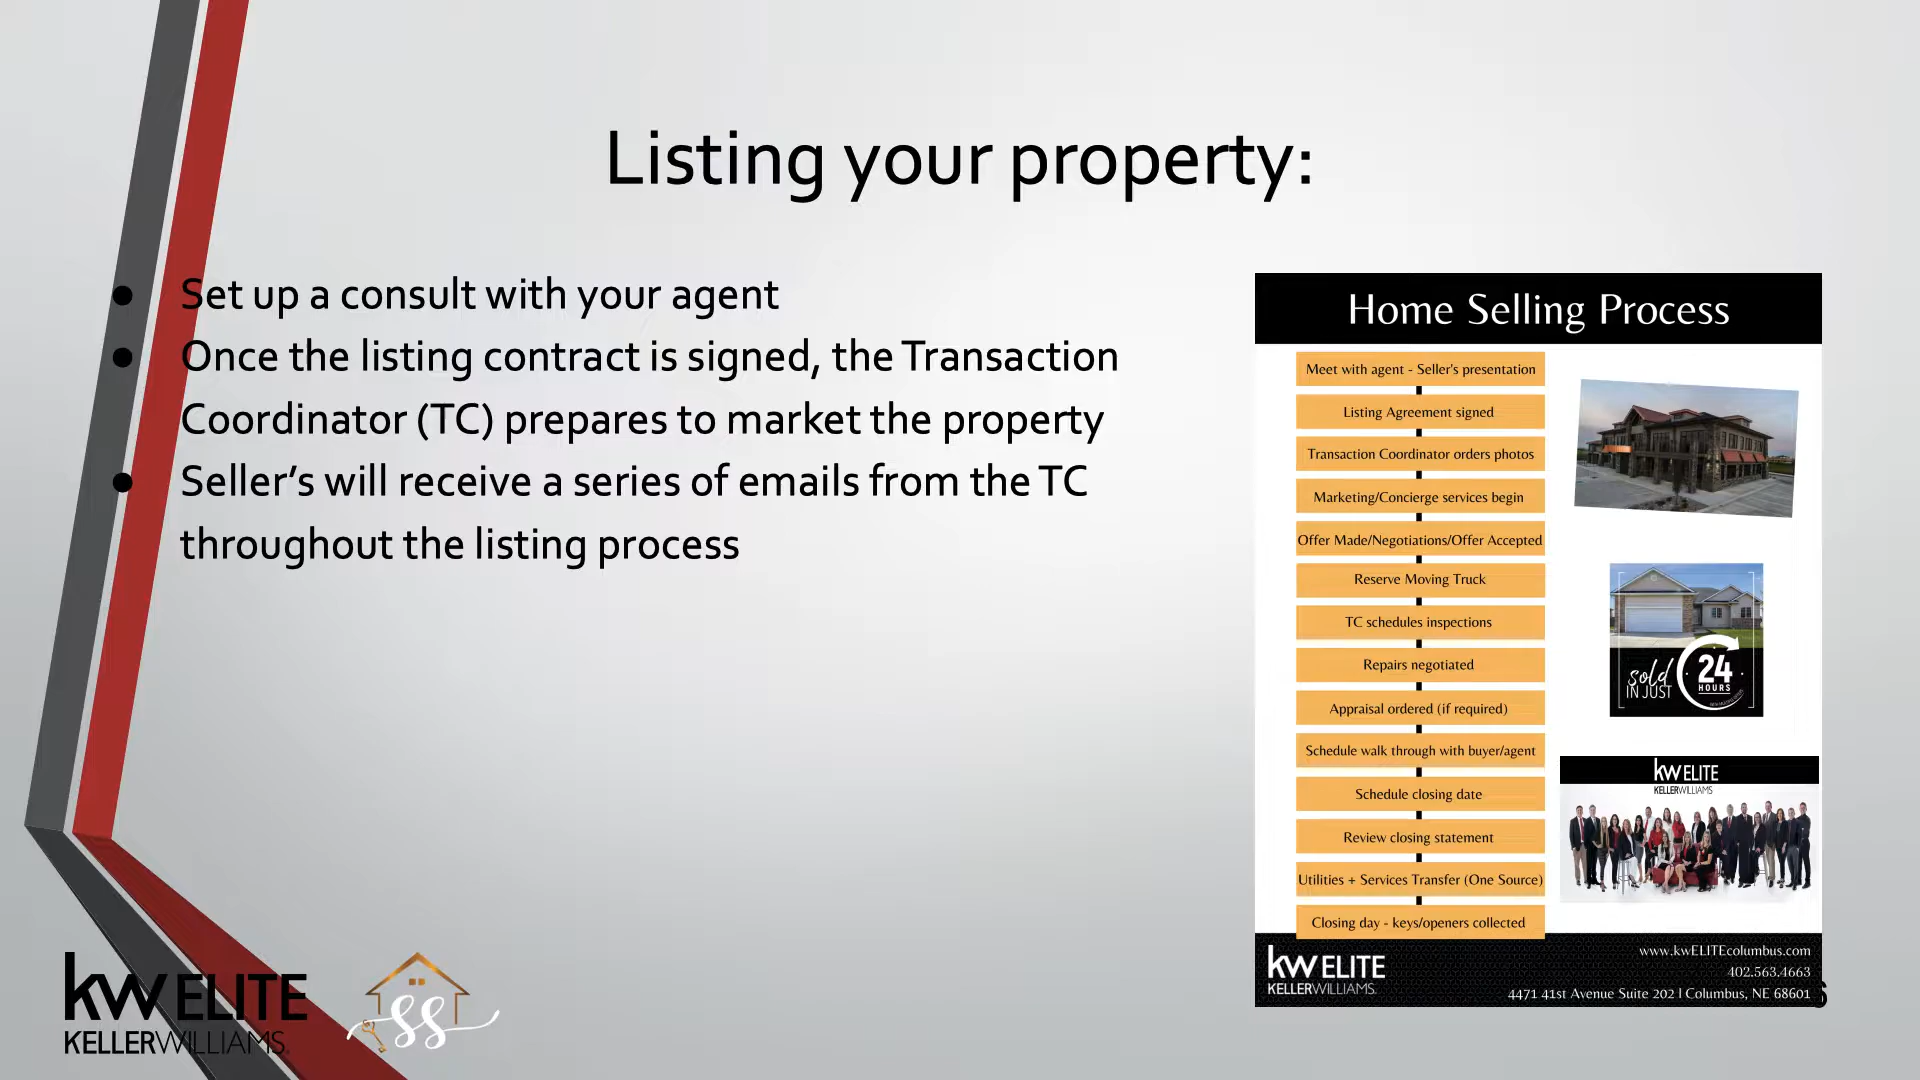 Listing your property:
● Set up a consult with your agent
● Once the listing contract is signed, the Transaction
Coordinator (TC) prepares to market the property
● Seller’s will receive a series of emails from the TC
throughout the listing process
Home Selling Process
Meet with agent - Seller's presentation
Listing Agreement signed
Transaction Coordinator orders photos
Marketing/Concierge services begin
Offer Made/Negotiations/Offer Accepted
Reserve Moving Truck
TC schedules inspections
Repairs negotiated
Appraisal ordered (if required)
Schedule walk through with buyer/agent
Schedule closing date
Review closing statement
Utilities + Services Transfer (One Source)
Closing day - keys/openers collected
sold
IN JUST
24
HOURS
kw ELITE
KELLERWILLIAMS
kw ELITE
KELLERWILLIAMS.
www.kwELITEcolumbus.com
402.563.4663
4471 41st Avenue Suite 202 | Columbus, NE 68601
kw ELITE
KELLERWILLIAMS.
SS